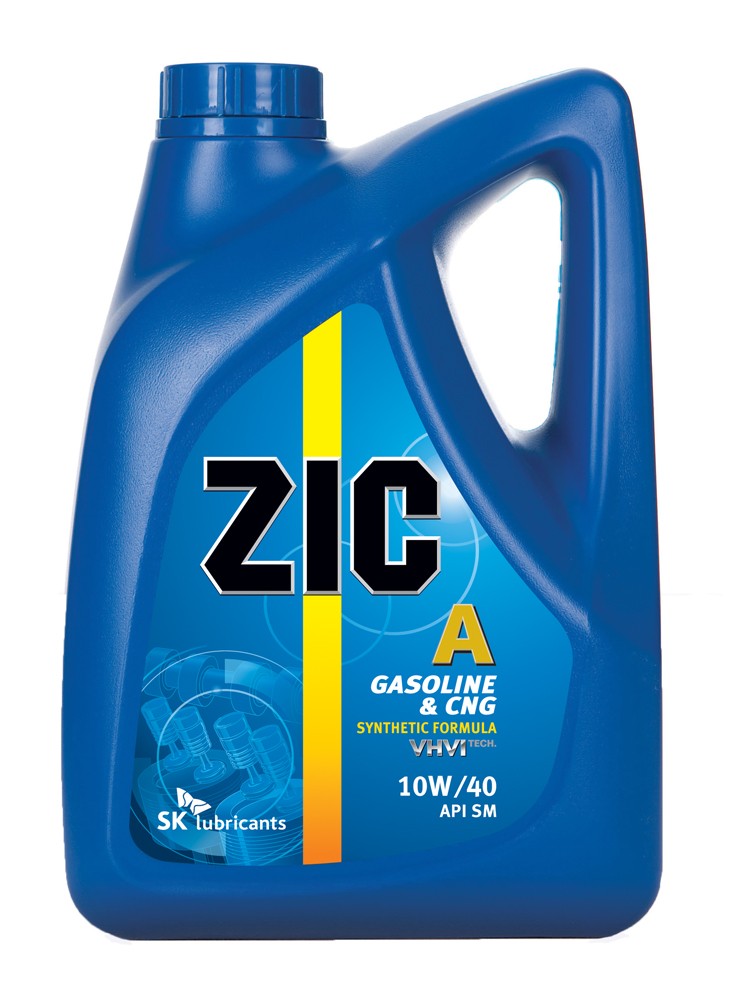 ZIC
A
GASOLINE
& CNG
SYNTHETIC FORMULA
VHVI TECH.
10W/40
API SM
SK lubricants